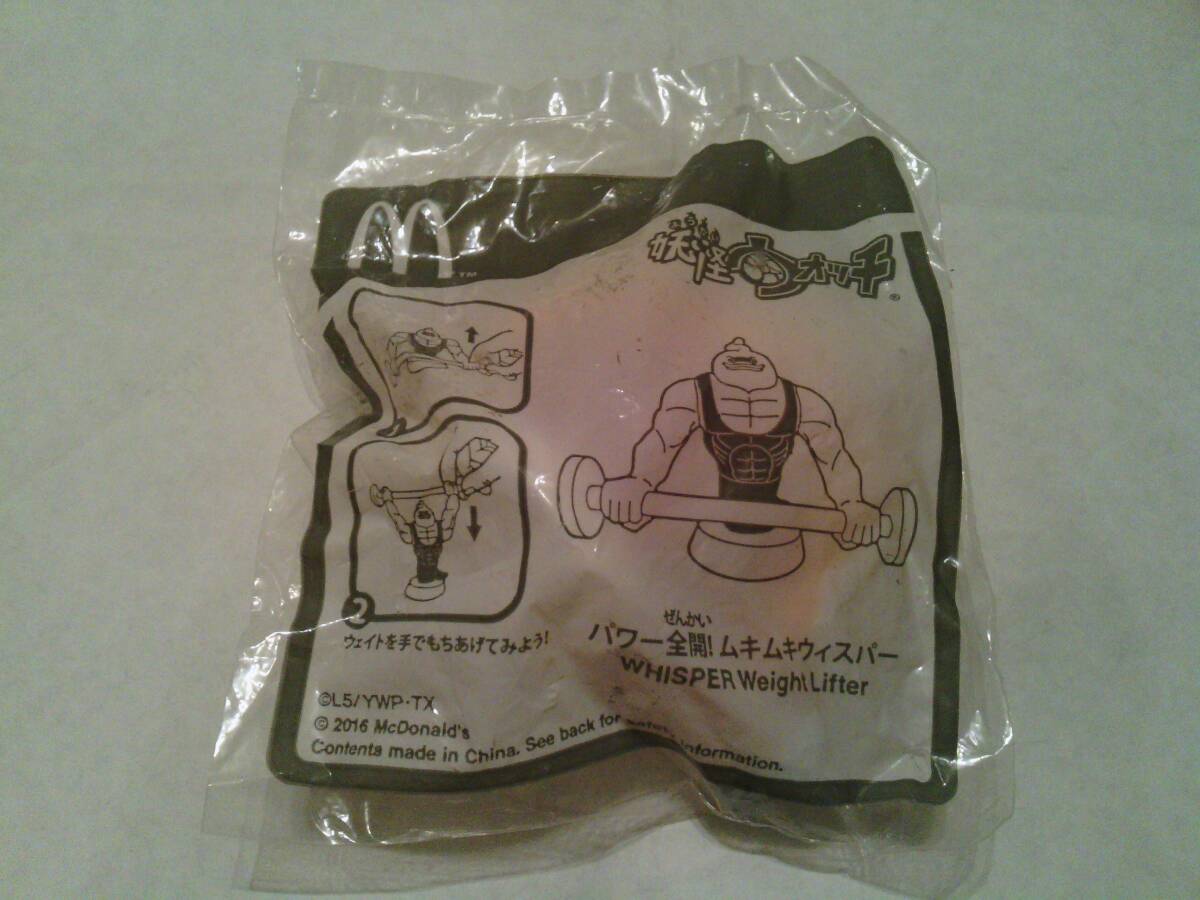 TM
妖怪ウォッチ®
2
ウェイトを手でもちあげてみよう!
ぜんかい
パワー全開!ムキムキウィスパー
WHISPER Weight Lifter
©L5/YWP・TX
© 2016 McDonald's
Contents made in China. See back for safety information.